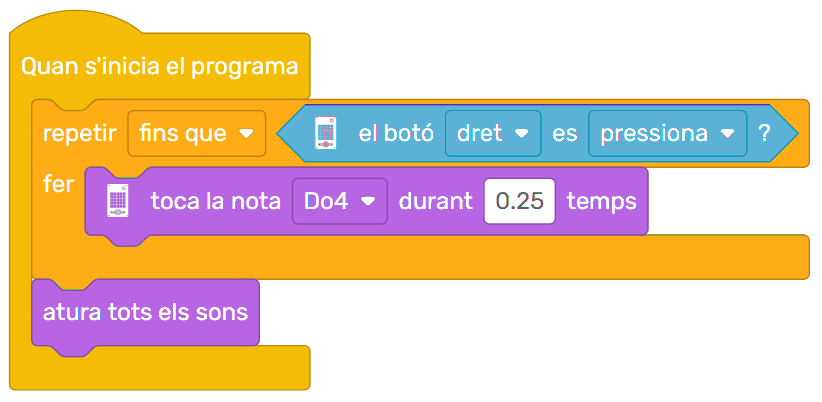 Quan s'inicia el programa
repetir fins que el botó dret es pressiona ?
fer toca la nota Do4 durant 0.25 temps
atura tots els sons